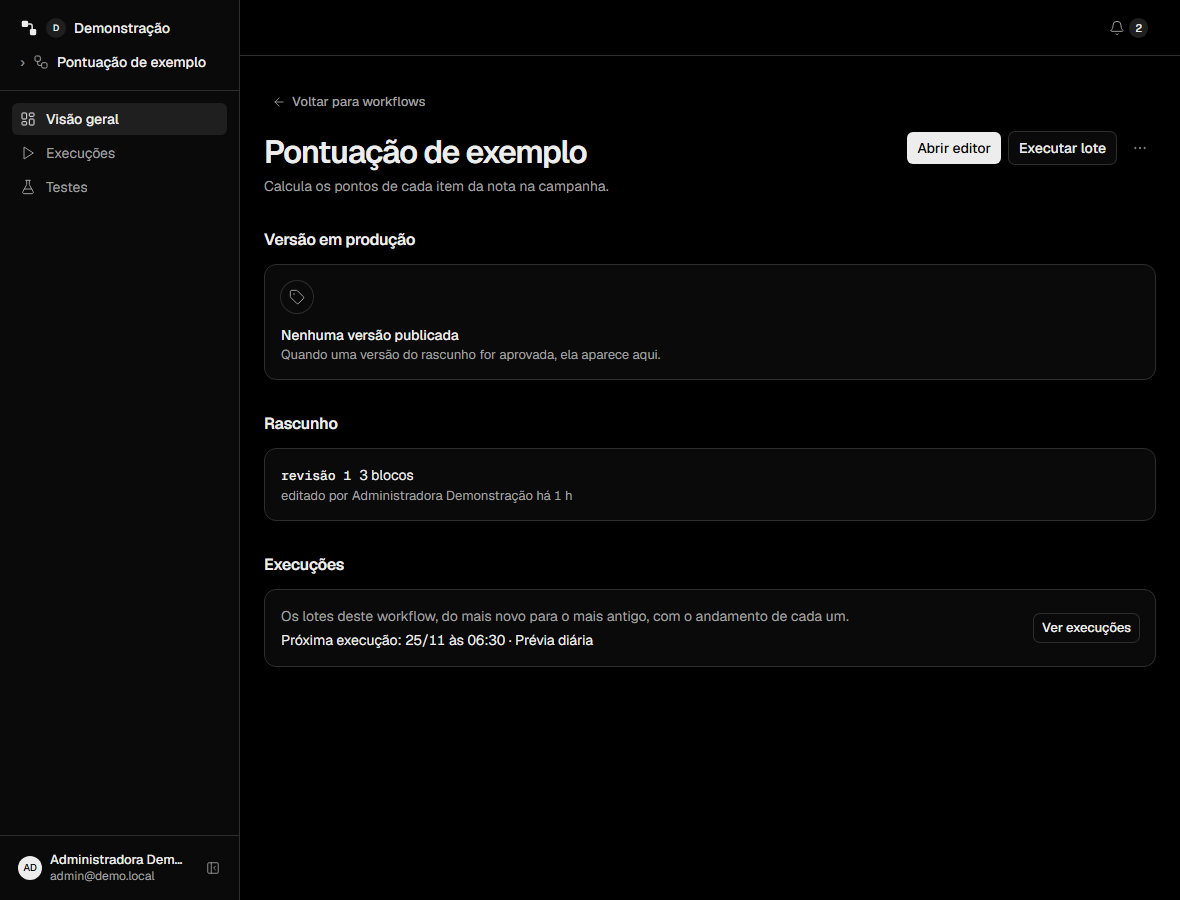 D Demonstração
Pontuação de exemplo
Visão geral
Execuções
Testes
Administradora Dem...
AD
admin@demo.local
2
Voltar para workflows
Pontuação de exemplo
Abrir editor
Executar lote
Calcula os pontos de cada item da nota na campanha.
Versão em produção
Nenhuma versão publicada
Quando uma versão do rascunho for aprovada, ela aparece aqui.
Rascunho
revisão 1 3 blocos
editado por Administradora Demonstração há 1 h
Execuções
Os lotes deste workflow, do mais novo para o mais antigo, com o andamento de cada um.
Próxima execução: 25/11 às 06:30 · Prévia diária
Ver execuções